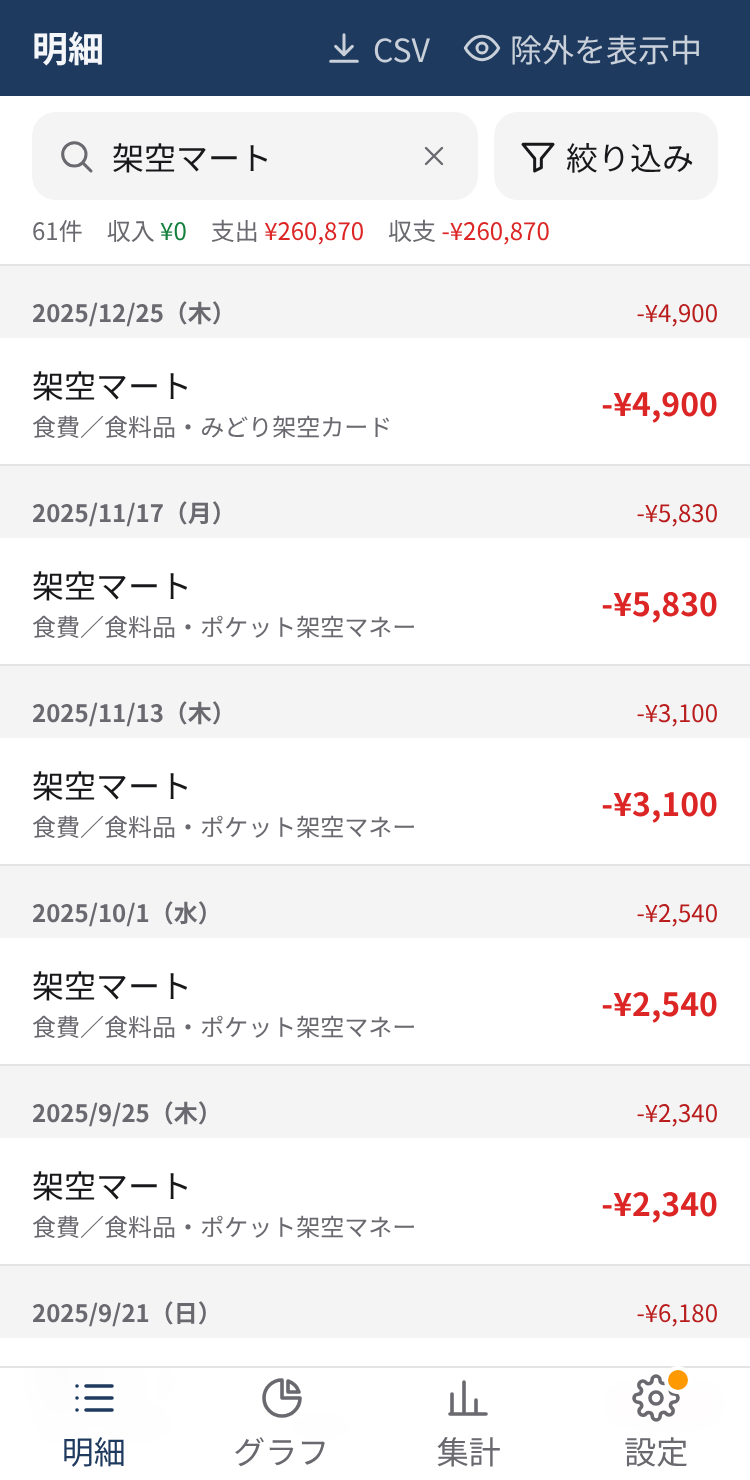 明細 CSV 除外を表示中
架空マート × 絞り込み
61件 収入 ¥0 支出 ¥260,870 収支 -¥260,870
2025/12/25（木） -¥4,900
架空マート
食費／食料品・みどり架空カード
-¥4,900
2025/11/17（月） -¥5,830
架空マート
食費／食料品・ポケット架空マネー
-¥5,830
2025/11/13（木） -¥3,100
架空マート
食費／食料品・ポケット架空マネー
-¥3,100
2025/10/1（水） -¥2,540
架空マート
食費／食料品・ポケット架空マネー
-¥2,540
2025/9/25（木） -¥2,340
架空マート
食費／食料品・ポケット架空マネー
-¥2,340
2025/9/21（日） -¥6,180
明細 グラフ 集計 設定